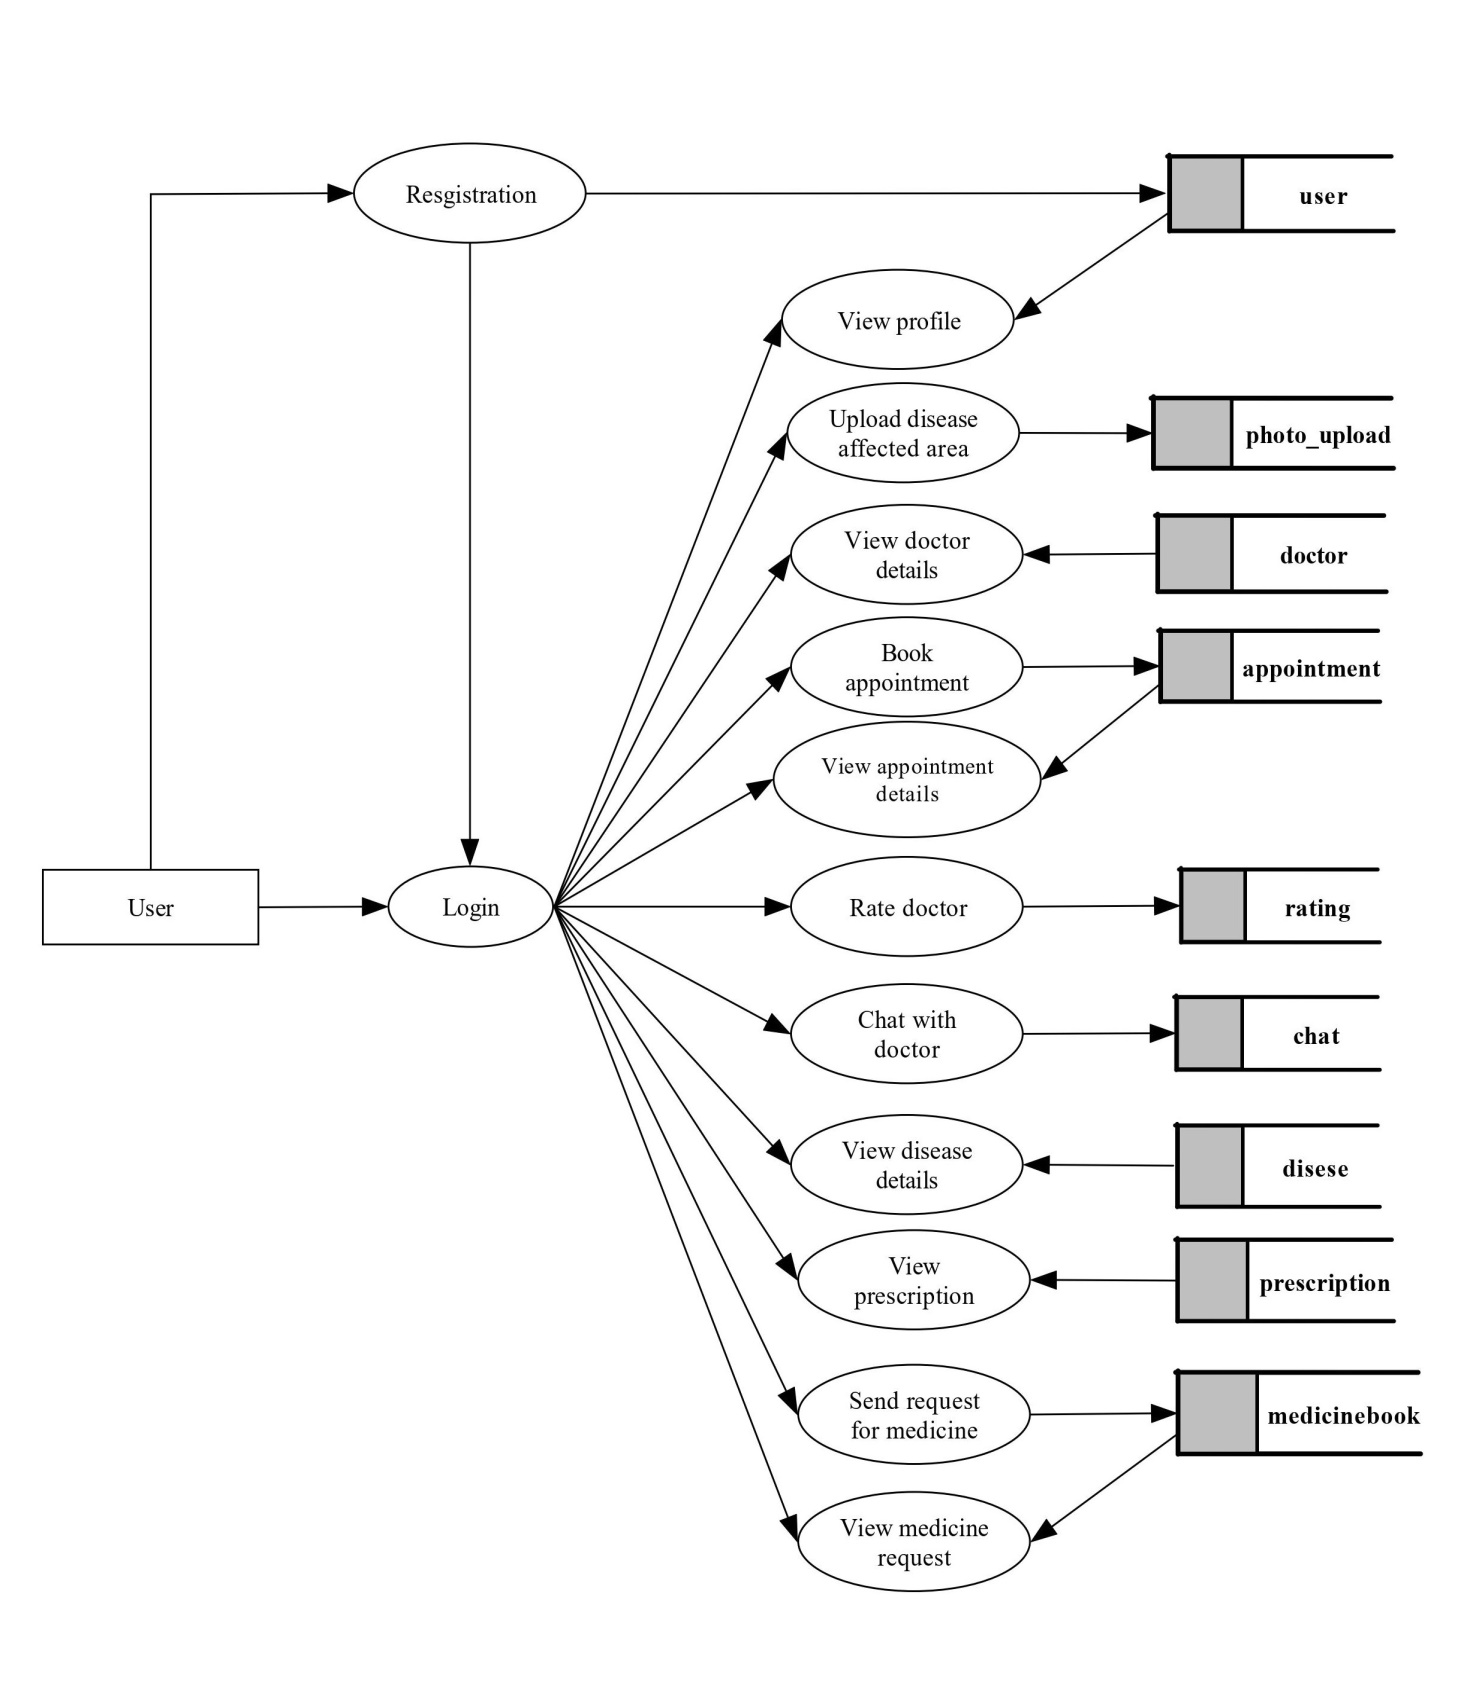 Resgistration
user
View profile
Upload disease
affected area
photo_upload
View doctor
details
doctor
Book
appointment
appointment
View appointment
details
User
Login
Rate doctor
rating
Chat with
doctor
chat
View disease
details
disese
View
prescription
prescription
Send request
for medicine
medicinebook
View medicine
request